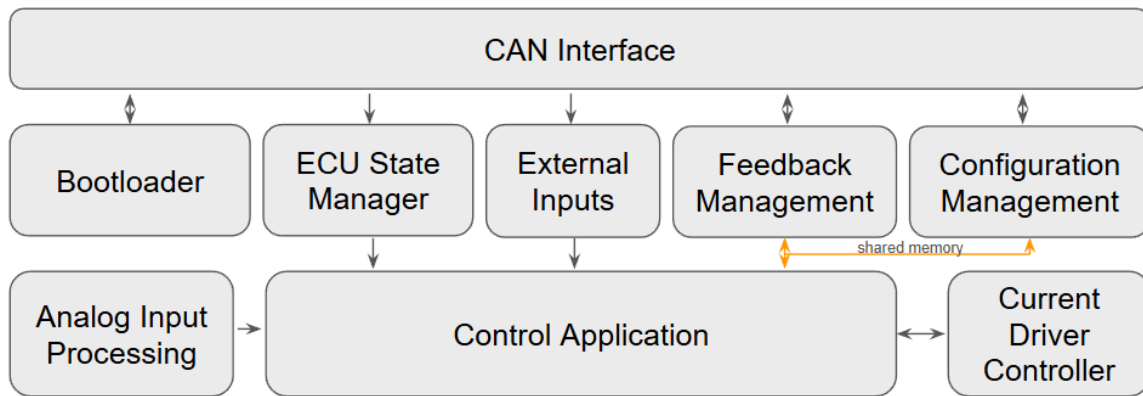 CAN Interface
Bootloader
ECU State
Manager
External
Inputs
Feedback
Management
Configuration
Management
shared memory
Analog Input
Processing
Control Application
Current
Driver
Controller